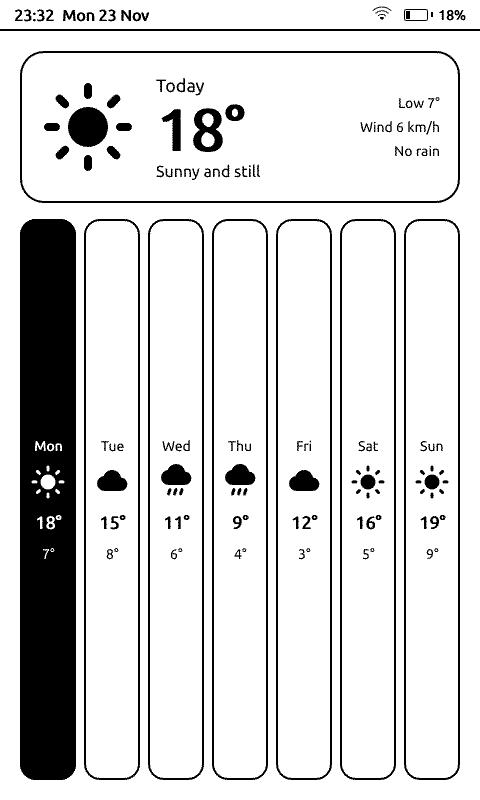 23:32 Mon 23 Nov 18%
Today
18°
Sunny and still
Low 7°
Wind 6 km/h
No rain
Mon
18°
7°
Tue
15°
8°
Wed
11°
6°
Thu
9°
4°
Fri
12°
3°
Sat
16°
5°
Sun
19°
9°